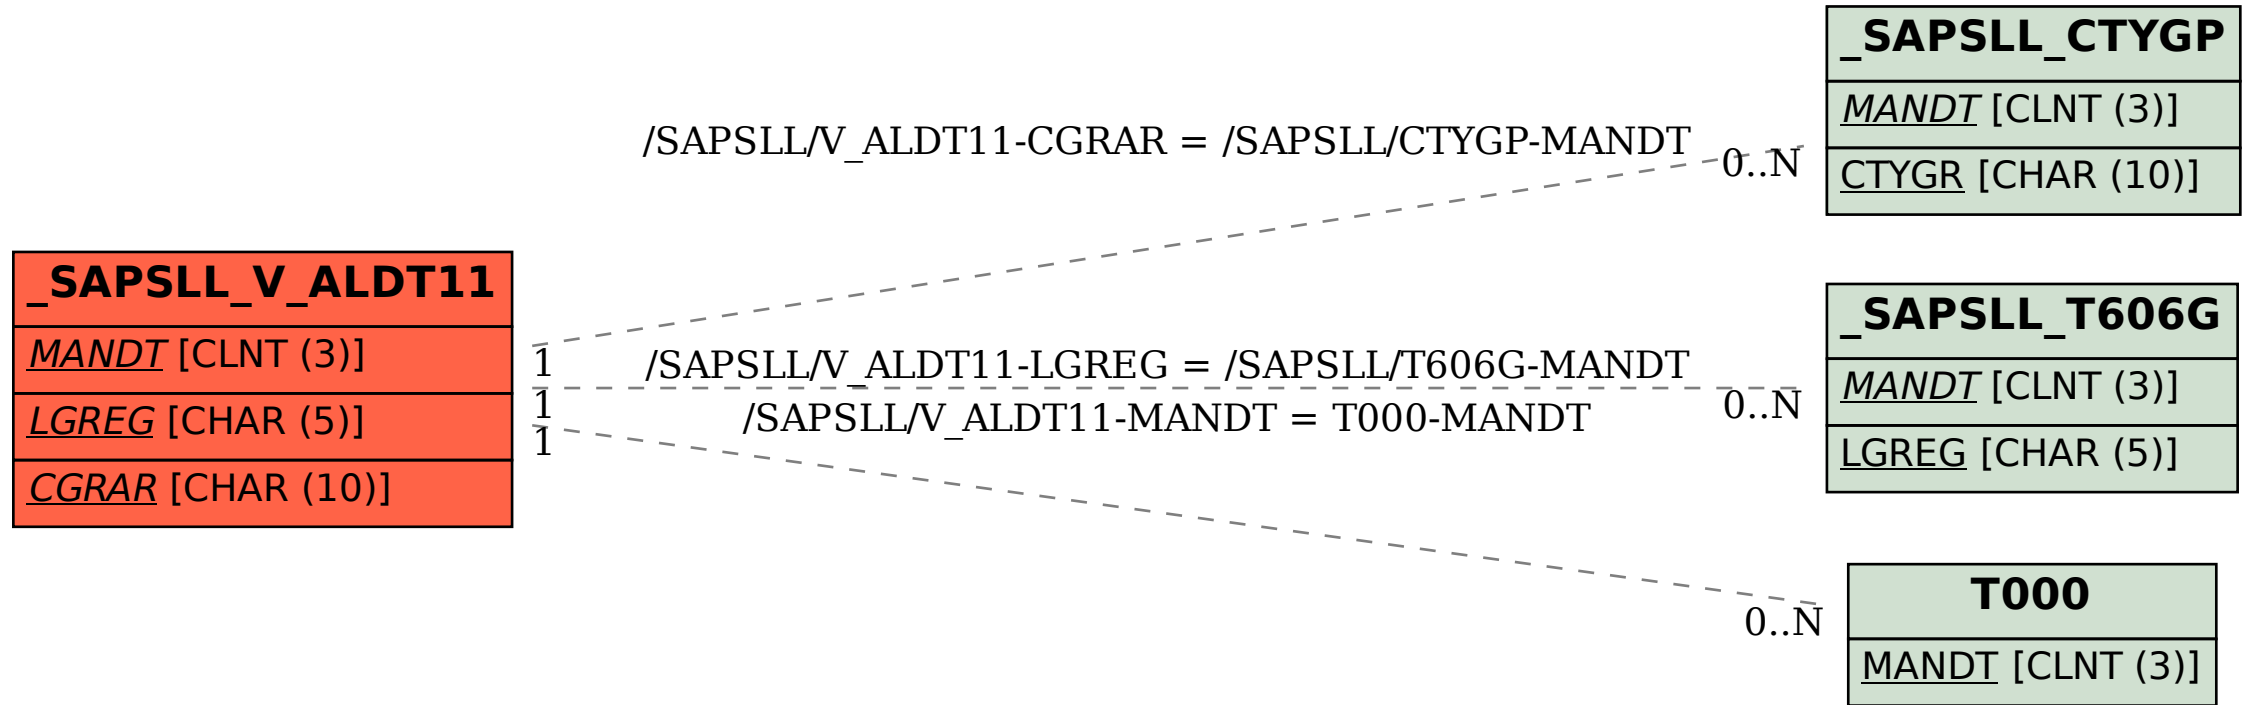 _SAPSLL_CTYGP
MANDT [CLNT (3)]
CTYGR [CHAR (10)]
/SAPSLL/V_ALDT11-CGRAR = /SAPSLL/CTYGP-MANDT
0..N
_SAPSLL_V_ALDT11
MANDT [CLNT (3)]
LGREG [CHAR (5)]
CGRAR [CHAR (10)]
1
/SAPSLL/V_ALDT11-LGREG = /SAPSLL/T606G-MANDT
0..N
1
/SAPSLL/V_ALDT11-MANDT = T000-MANDT
1
0..N
_SAPSLL_T606G
MANDT [CLNT (3)]
LGREG [CHAR (5)]
T000
MANDT [CLNT (3)]